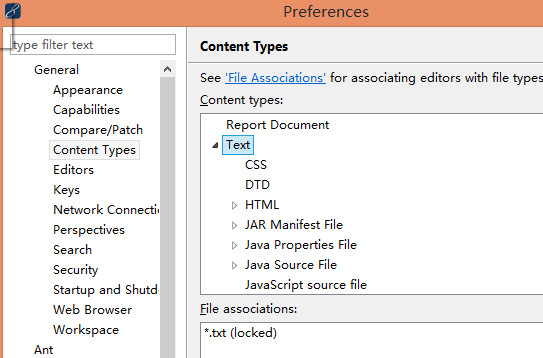 Preferences
type filter text
General
Appearance
Capabilities
Compare/Patch
Content Types
Editors
Keys
Network Connectio
Perspectives
Search
Security
Startup and Shutd
Web Browser
Workspace
Ant
Content Types
See 'File Associations' for associating editors with file types
Content types:
Report Document
Text
CSS
DTD
HTML
JAR Manifest File
Java Properties File
Java Source File
JavaScript source file
File associations:
*.txt (locked)